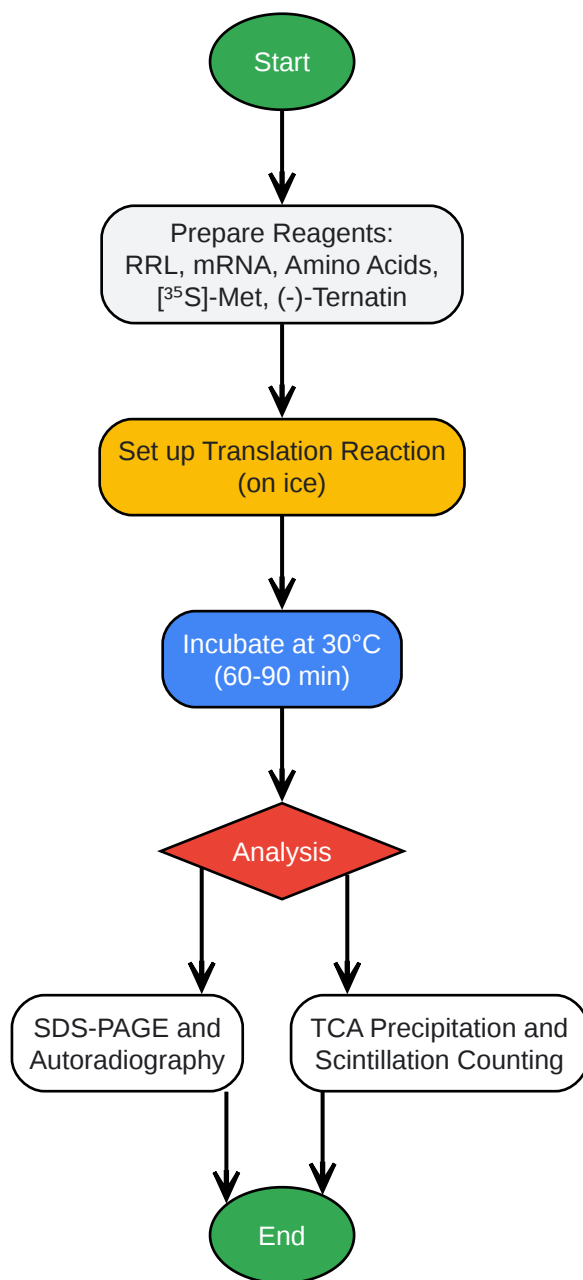 Start
Prepare Reagents:
RRL, mRNA, Amino Acids,
[³⁵S]-Met, (-)-Ternatin
Set up Translation Reaction
(on ice)
Incubate at 30°C
(60-90 min)
Analysis
SDS-PAGE and
Autoradiography
TCA Precipitation and
Scintillation Counting
End